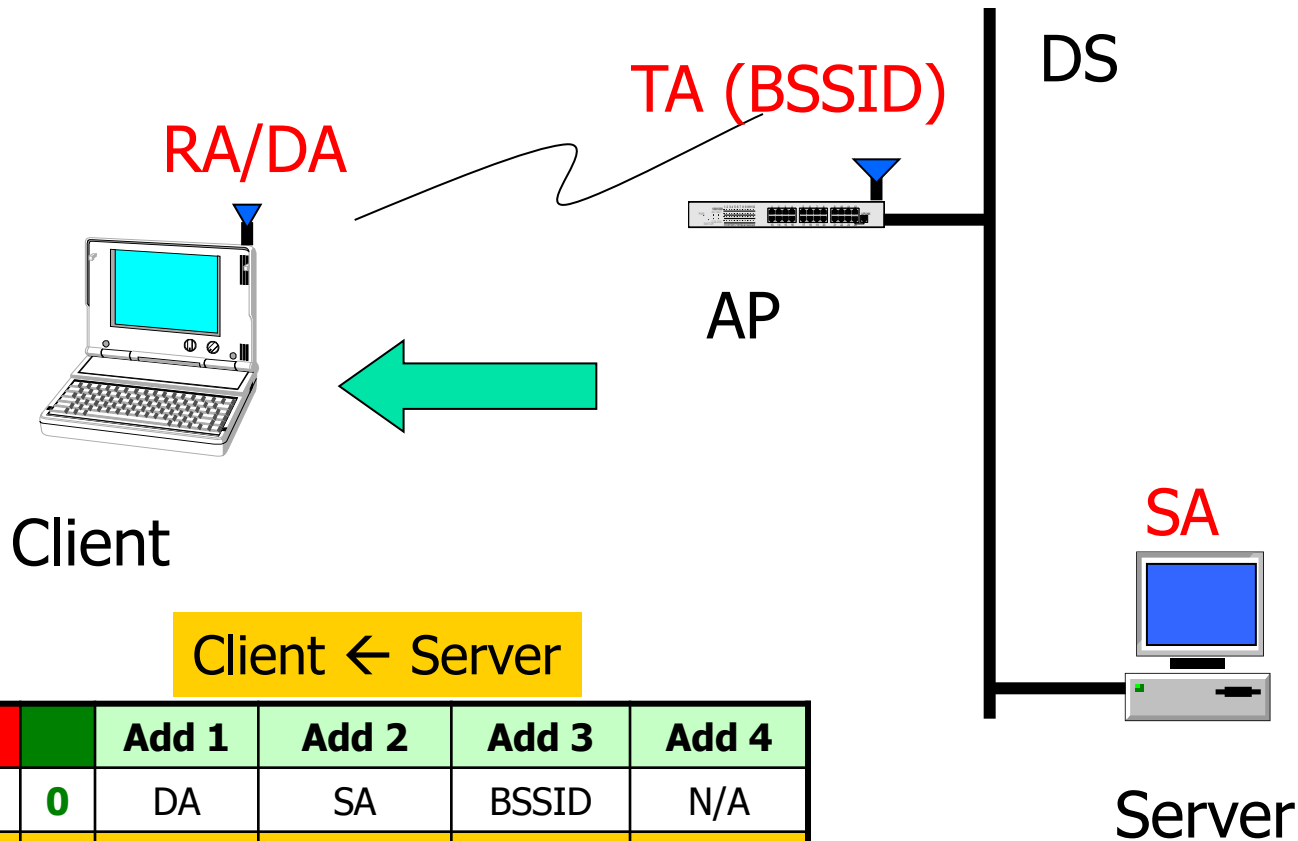 DS
TA (BSSID)
RA/DA
AP
SA
Client
Client ← Server
Add 1 Add 2 Add 3 Add 4
0 DA SA BSSID N/A
Server